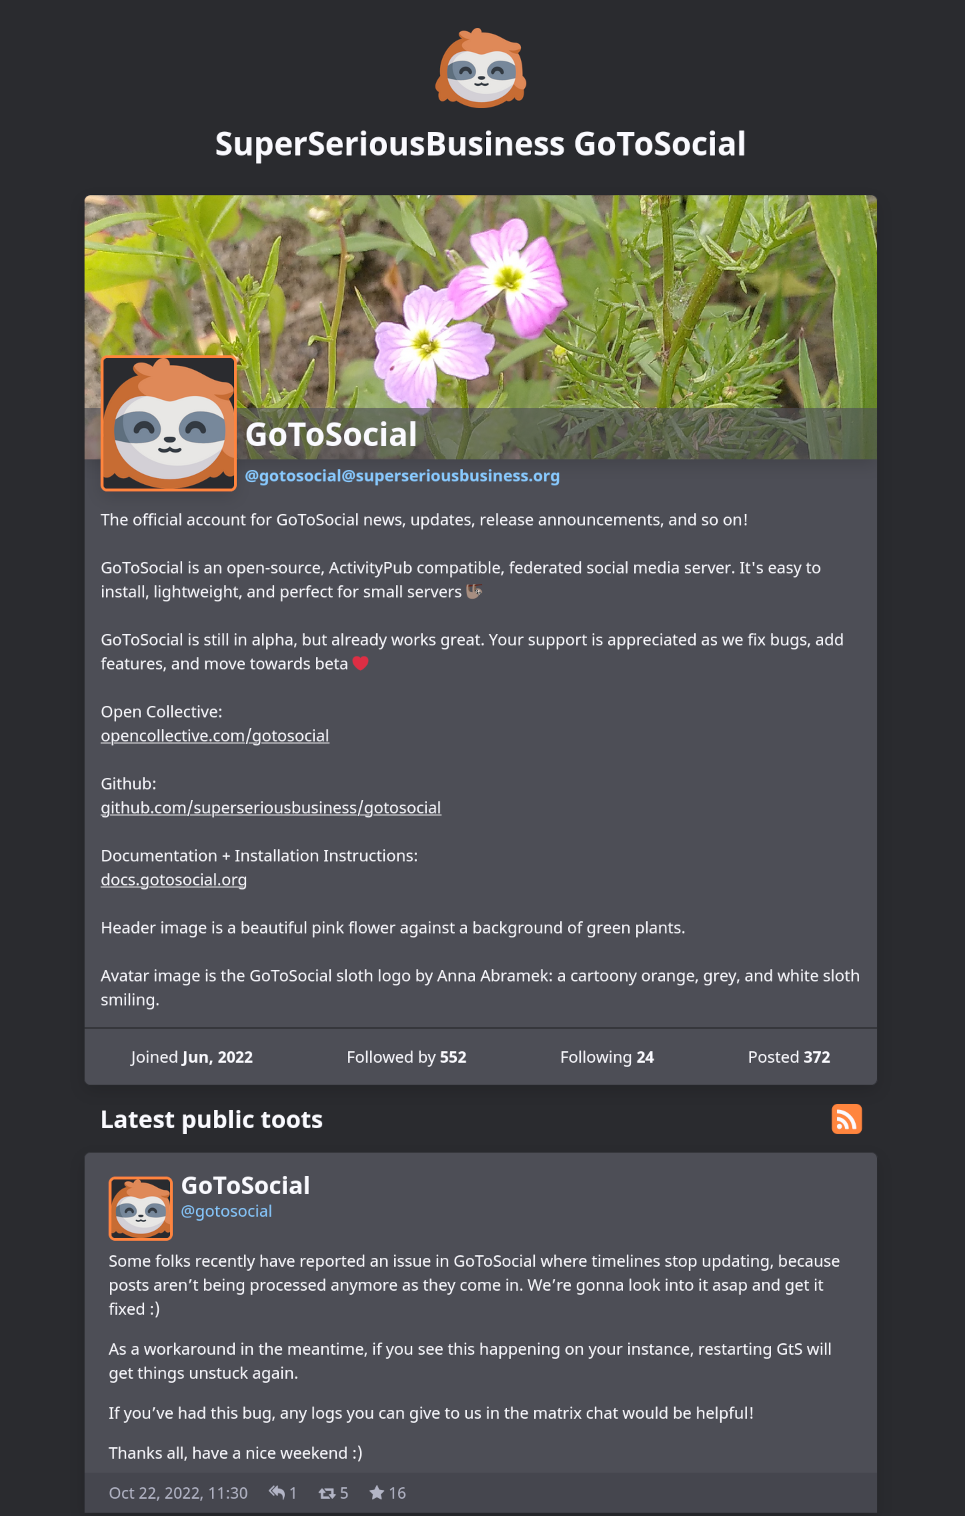 SuperSeriousBusiness GoToSocial
GoToSocial
@gotosocial@superseriousbusiness.org
The official account for GoToSocial news, updates, release announcements, and so on!
GoToSocial is an open-source, ActivityPub compatible, federated social media server. It's easy to
install, lightweight, and perfect for small servers 🦥
GoToSocial is still in alpha, but already works great. Your support is appreciated as we fix bugs, add
features, and move towards beta ❤️
Open Collective:
opencollective.com/gotosocial
Github:
github.com/superseriousbusiness/gotosocial
Documentation + Installation Instructions:
docs.gotosocial.org
Header image is a beautiful pink flower against a background of green plants.
Avatar image is the GoToSocial sloth logo by Anna Abramek: a cartoony orange, grey, and white sloth
smiling.
Joined Jun, 2022 Followed by 552 Following 24 Posted 372
Latest public toots
GoToSocial
@gotosocial
Some folks recently have reported an issue in GoToSocial where timelines stop updating, because
posts aren’t being processed anymore as they come in. We’re gonna look into it asap and get it
fixed :)
As a workaround in the meantime, if you see this happening on your instance, restarting GtS will
get things unstuck again.
If you’ve had this bug, any logs you can give to us in the matrix chat would be helpful!
Thanks all, have a nice weekend :)
Oct 22, 2022, 11:30 1 5 16